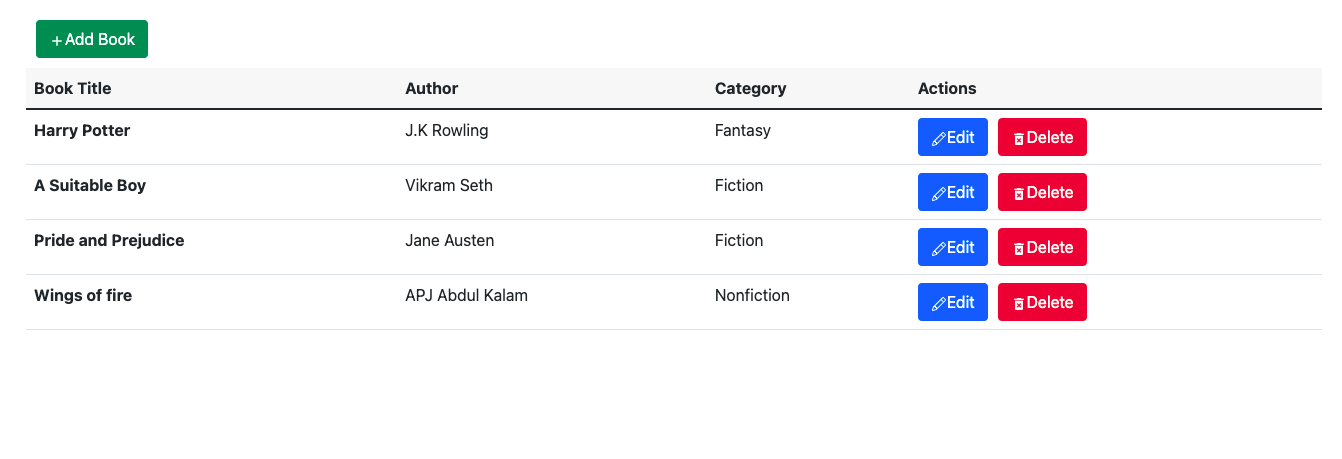 +Add Book
Book Title Author Category Actions
Harry Potter J.K Rowling Fantasy Edit Delete
A Suitable Boy Vikram Seth Fiction Edit Delete
Pride and Prejudice Jane Austen Fiction Edit Delete
Wings of fire APJ Abdul Kalam Nonfiction Edit Delete